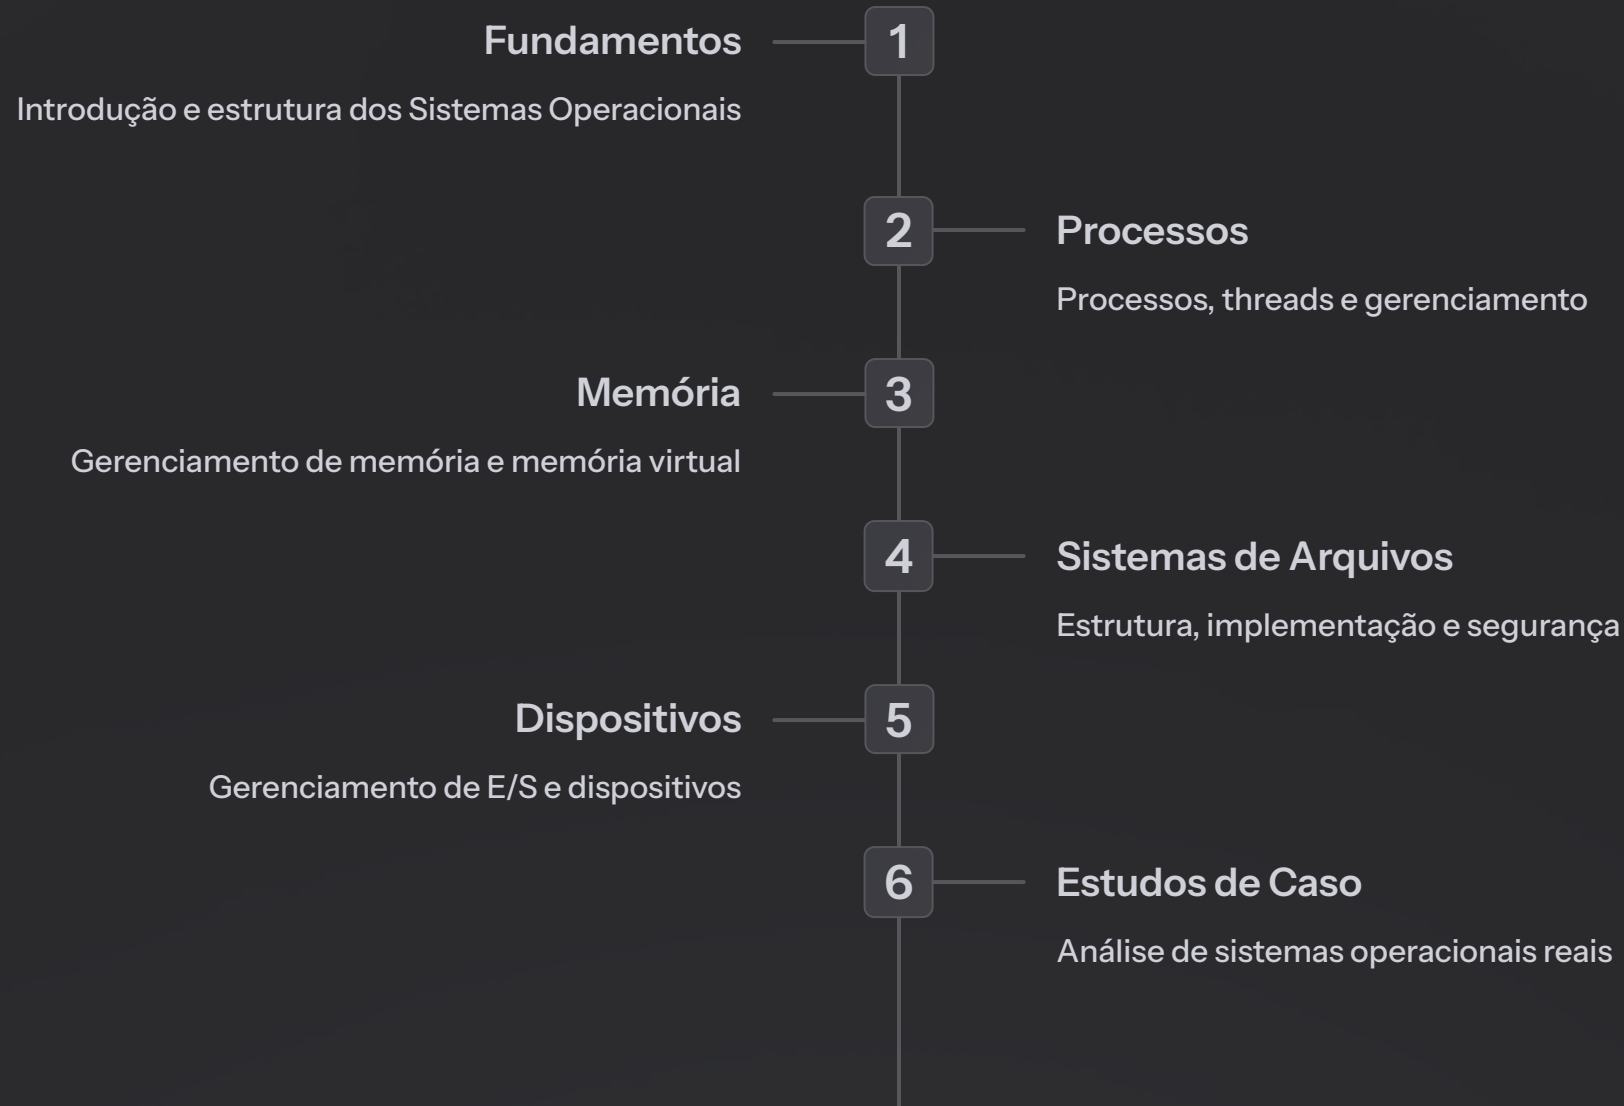 Fundamentos
1
Introdução e estrutura dos Sistemas Operacionais
2
Processos
Processos, threads e gerenciamento
Memória
3
Gerenciamento de memória e memória virtual
4
Sistemas de Arquivos
Estrutura, implementação e segurança
Dispositivos
5
Gerenciamento de E/S e dispositivos
6
Estudos de Caso
Análise de sistemas operacionais reais